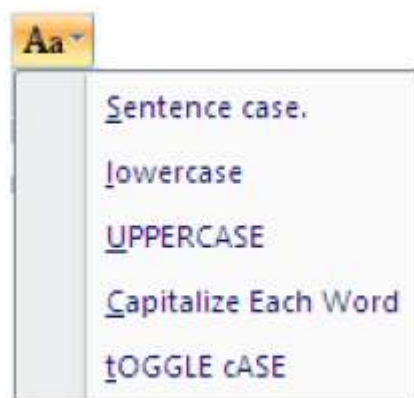 Aa
Sentence case.
lowercase
UPPERCASE
Capitalize Each Word
tOGGLE cASE